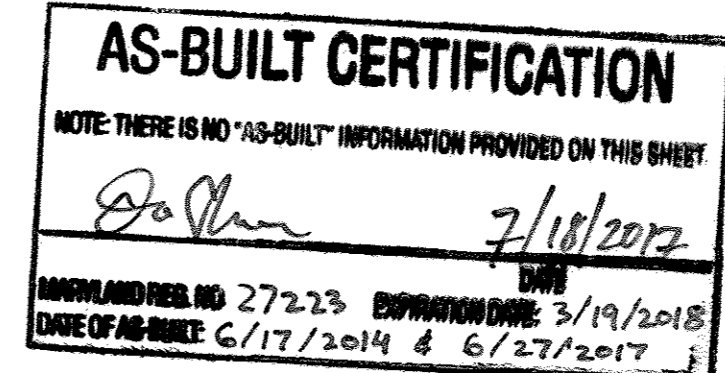 AS-BUILT CERTIFICATION
NOTE: THERE IS NO "AS-BUILT" INFORMATION PROVIDED ON THIS SHEET
7/18/2017
DATE
MARYLAND REG. NO 27223 EXPIRATION DATE: 3/19/2018
DATE OF AS-BUILT: 6/17/2014 & 6/27/2017